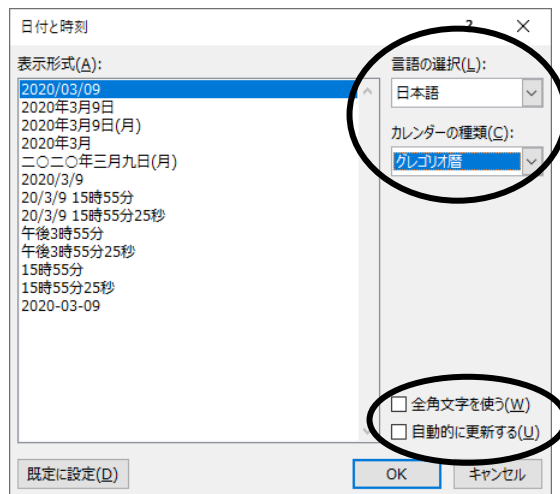 日付と時刻
?
×
表示形式(A):
2020/03/09
2020年3月9日
2020年3月9日(月)
2020年3月
二〇二〇年三月九日(月)
2020/3/9
20/3/9 15時55分
20/3/9 15時55分25秒
午後3時55分
午後3時55分25秒
15時55分
15時55分25秒
2020-03-09
言語の選択(L):
日本語
カレンダーの種類(C):
グレゴリオ暦
全角文字を使う(W)
自動的に更新する(U)
既定に設定(D)
OK
キャンセル